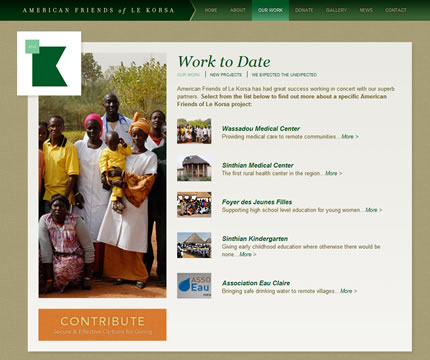 AMERICAN FRIENDS of LE KORSA
HOME ABOUT OUR WORK DONATE GALLERY NEWS CONTACT
Work to Date
OUR WORK | NEW PROJECTS | WE EXPECTED THE UNEXPECTED
American Friends of Le Korsa has had great success working in concert with our superb
partners. Select from the list below to find out more about a specific American
Friends of Le Korsa project:
Wassadou Medical Center
Providing medical care to remote communities...More >
Sinthian Medical Center
The first rural health center in the region...More >
Foyer des Jeunes Filles
Supporting high school level education for young women...More >
Sinthian Kindergarten
Giving early childhood education where otherwise there would be
none...More >
ASSO
Eau
Association Eau Claire
Bringing safe drinking water to remote villages...More >
CONTRIBUTE
Secure & Effective Options for Giving